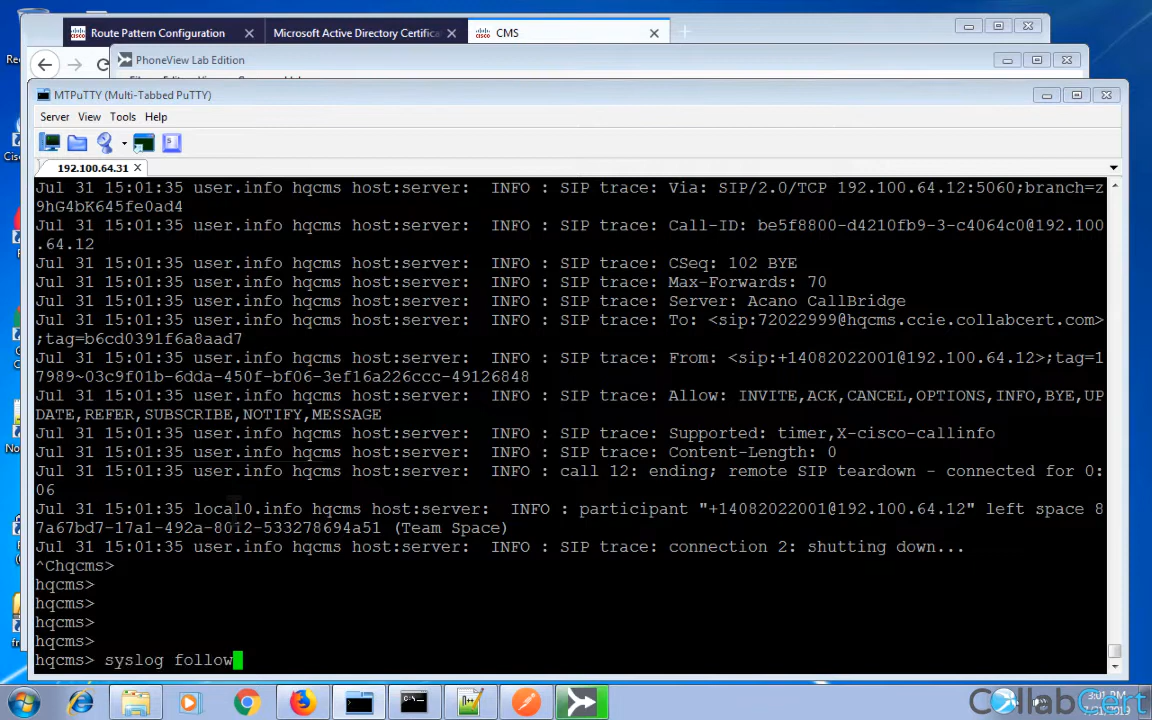 Route Pattern Configuration
Microsoft Active Directory Certifica
CMS
PhoneView Lab Edition
MTPuTTY (Multi-Tabbed PuTTY)
Server View Tools Help
192.100.64.31
Jul 31 15:01:35 user.info hqcms host:server:  INFO : SIP trace: Via: SIP/2.0/TCP 192.100.64.12:5060;branch=z
9hG4bK645fe0ad4
Jul 31 15:01:35 user.info hqcms host:server:  INFO : SIP trace: Call-ID: be5f8800-d4210fb9-3-c4064c0@192.100
.64.12
Jul 31 15:01:35 user.info hqcms host:server:  INFO : SIP trace: CSeq: 102 BYE
Jul 31 15:01:35 user.info hqcms host:server:  INFO : SIP trace: Max-Forwards: 70
Jul 31 15:01:35 user.info hqcms host:server:  INFO : SIP trace: Server: Acano CallBridge
Jul 31 15:01:35 user.info hqcms host:server:  INFO : SIP trace: To: <sip:72022999@hqcms.ccie.collabcert.com>
;tag=b6cd0391f6a8aad7
Jul 31 15:01:35 user.info hqcms host:server:  INFO : SIP trace: From: <sip:+14082022001@192.100.64.12>;tag=1
7989~03c9f01b-6dda-450f-bf06-3ef16a226ccc-49126848
Jul 31 15:01:35 user.info hqcms host:server:  INFO : SIP trace: Allow: INVITE,ACK,CANCEL,OPTIONS,INFO,BYE,UP
DATE,REFER,SUBSCRIBE,NOTIFY,MESSAGE
Jul 31 15:01:35 user.info hqcms host:server:  INFO : SIP trace: Supported: timer,X-cisco-callinfo
Jul 31 15:01:35 user.info hqcms host:server:  INFO : SIP trace: Content-Length: 0
Jul 31 15:01:35 user.info hqcms host:server:  INFO : call 12: ending; remote SIP teardown - connected for 0:
06
Jul 31 15:01:35 local0.info hqcms host:server:  INFO : participant "+14082022001@192.100.64.12" left space 8
7a67bd7-17a1-492a-8012-533278694a51 (Team Space)
Jul 31 15:01:35 user.info hqcms host:server:  INFO : SIP trace: connection 2: shutting down...
^Chqcms>
hqcms>
hqcms>
hqcms>
hqcms>
hqcms> syslog follow
3:01 PM
COLLABCert